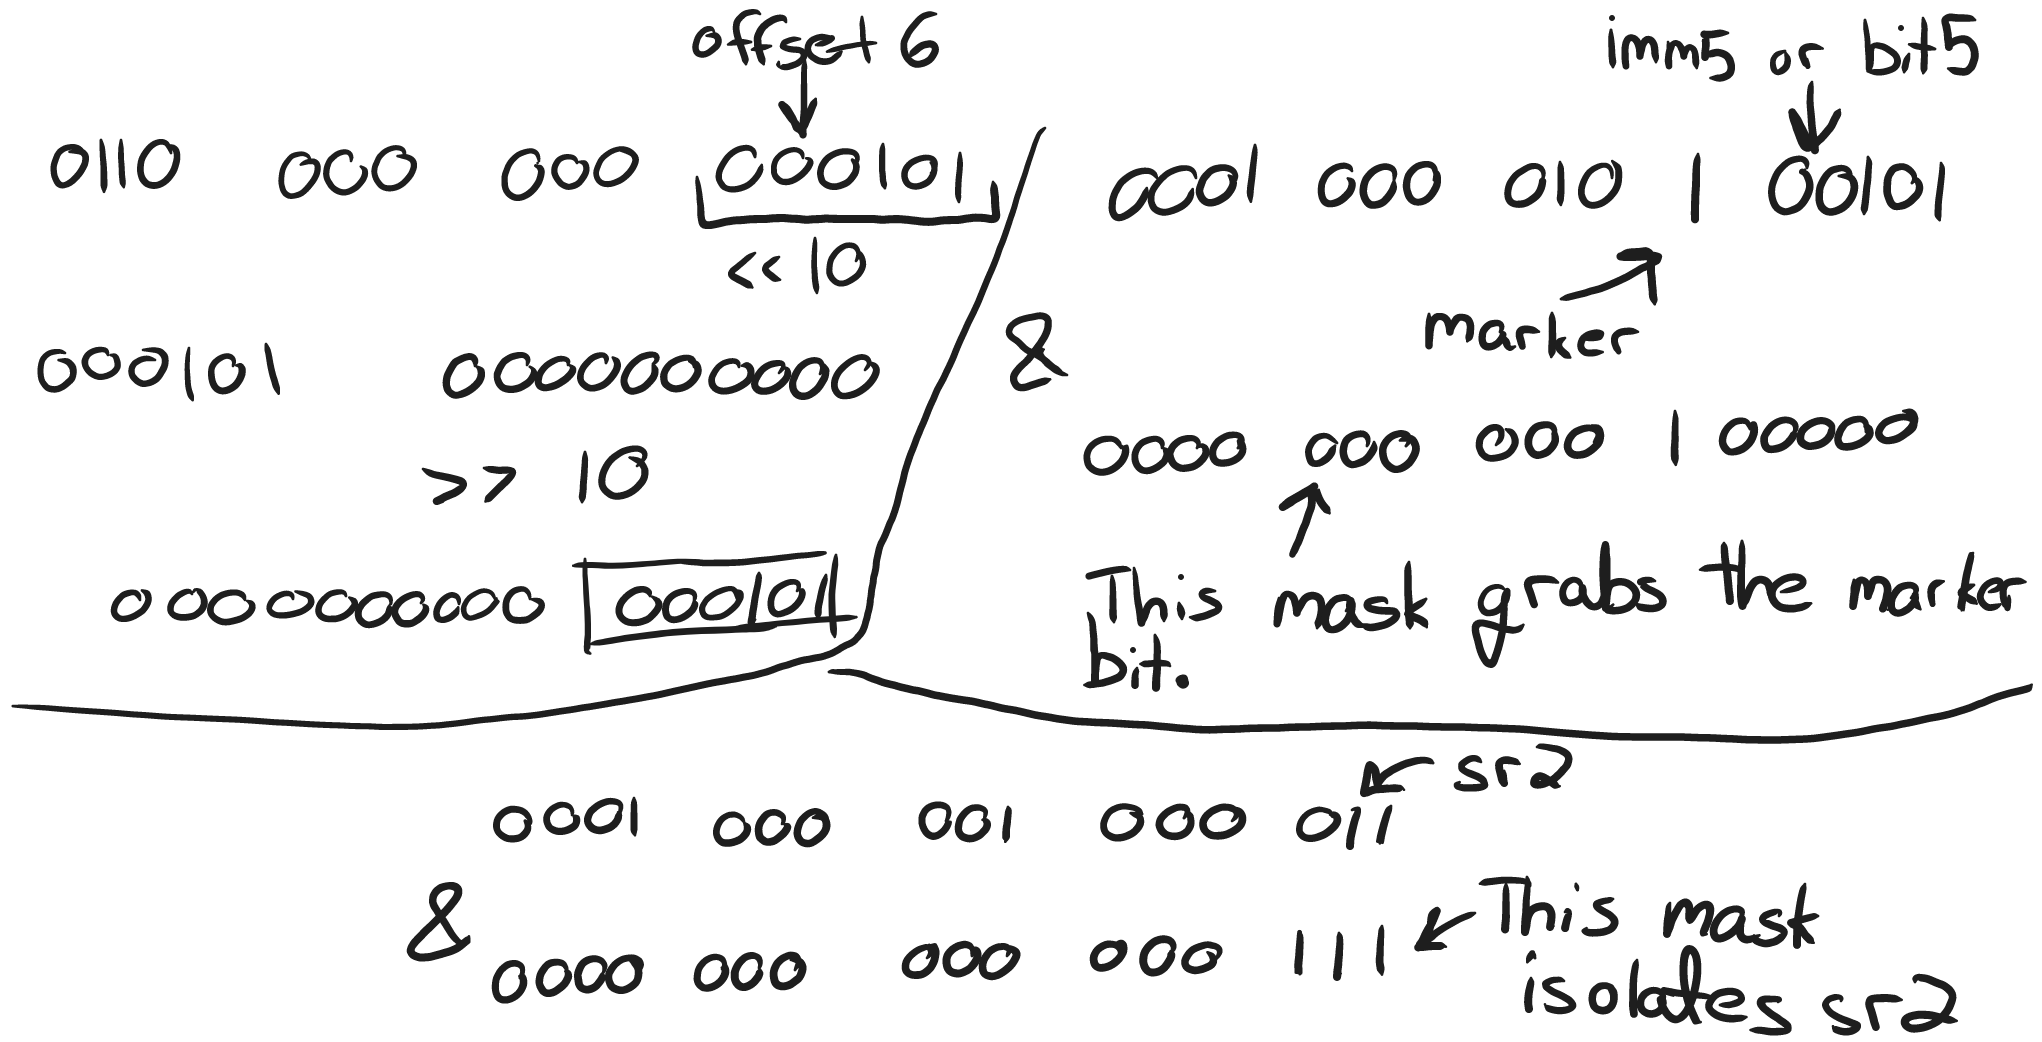 offset 6
0110 000 000 000101
<< 10
000101 0000000000
>> 10
0000000000 000101
imm5 or bit5
0001 000 010 1 00101
marker
&
0000 000 000 1 00000
This mask grabs the marker
bit.
sr2
0001 000 001 000 011
&
0000 000 000 000 111
This mask
isolates sr2